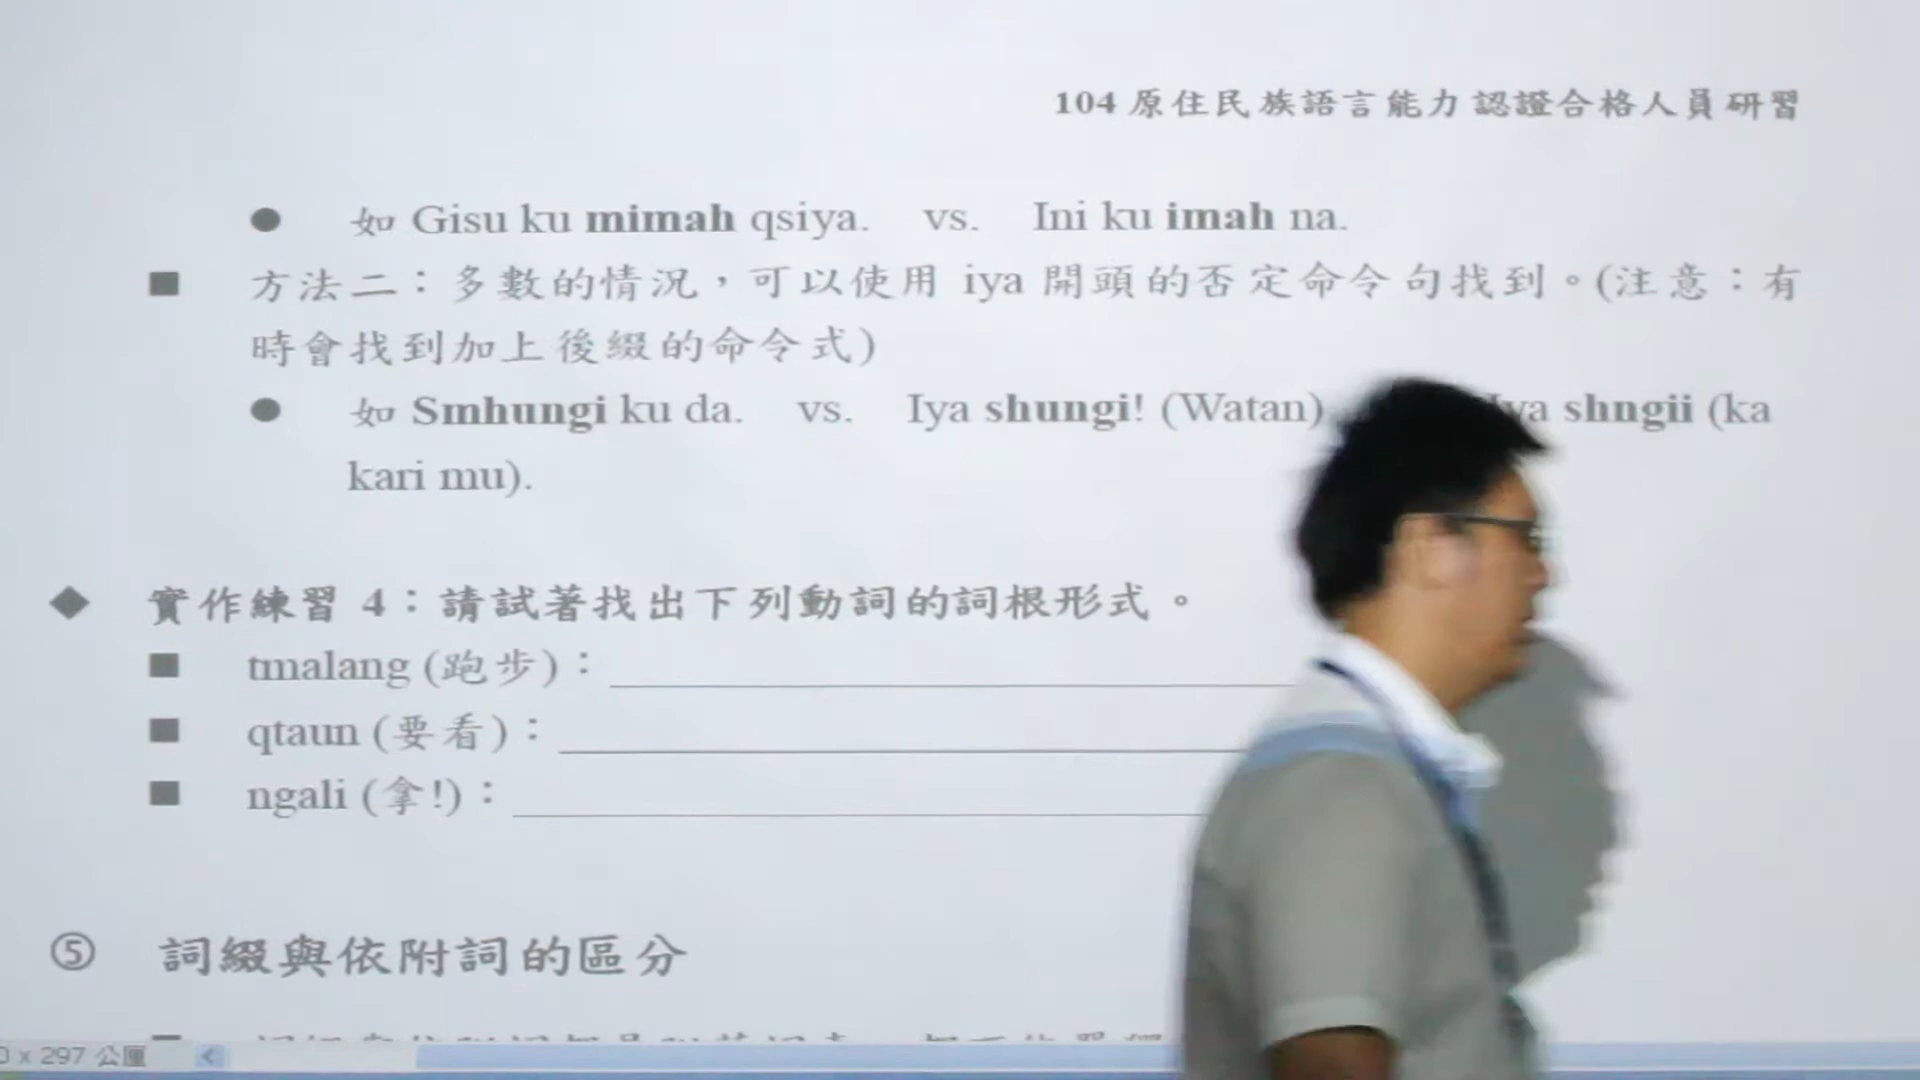 104 原住民族語言能力認證合格人員研習
● 如 Gisu ku mimah qsiya. vs. Ini ku imah na.
■ 方法二：多數的情況，可以使用 iya 開頭的否定命令句找到。(注意：有
時會找到加上後綴的命令式)
● 如 Smhungi ku da. vs. Iya shungi! (Watan) Iya shngii (ka
kari mu).
◆ 實作練習 4：請試著找出下列動詞的詞根形式。
■ tmalang (跑步)：
■ qtaun (要看)：
■ ngali (拿!)：
⑤ 詞綴與依附詞的區分
x 297 公厘